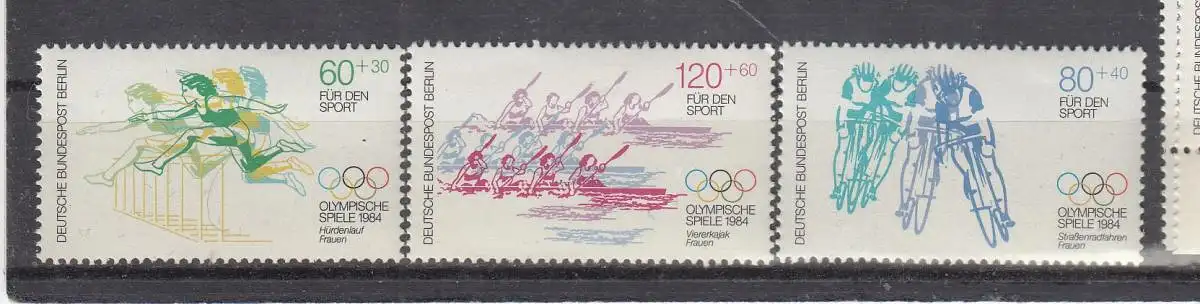 DEUTSCHE BUNDESPOST BERLIN
60+30
FÜR DEN
SPORT
OLYMPISCHE
SPIELE 1984
Hürdenlauf
Frauen
DEUTSCHE BUNDESPOST BERLIN
120+60
FÜR DEN
SPORT
OLYMPISCHE
SPIELE 1984
Viererkajak
Frauen
DEUTSCHE BUNDESPOST BERLIN
80+40
FÜR DEN
SPORT
OLYMPISCHE
SPIELE 1984
Straßenradfahren
Frauen